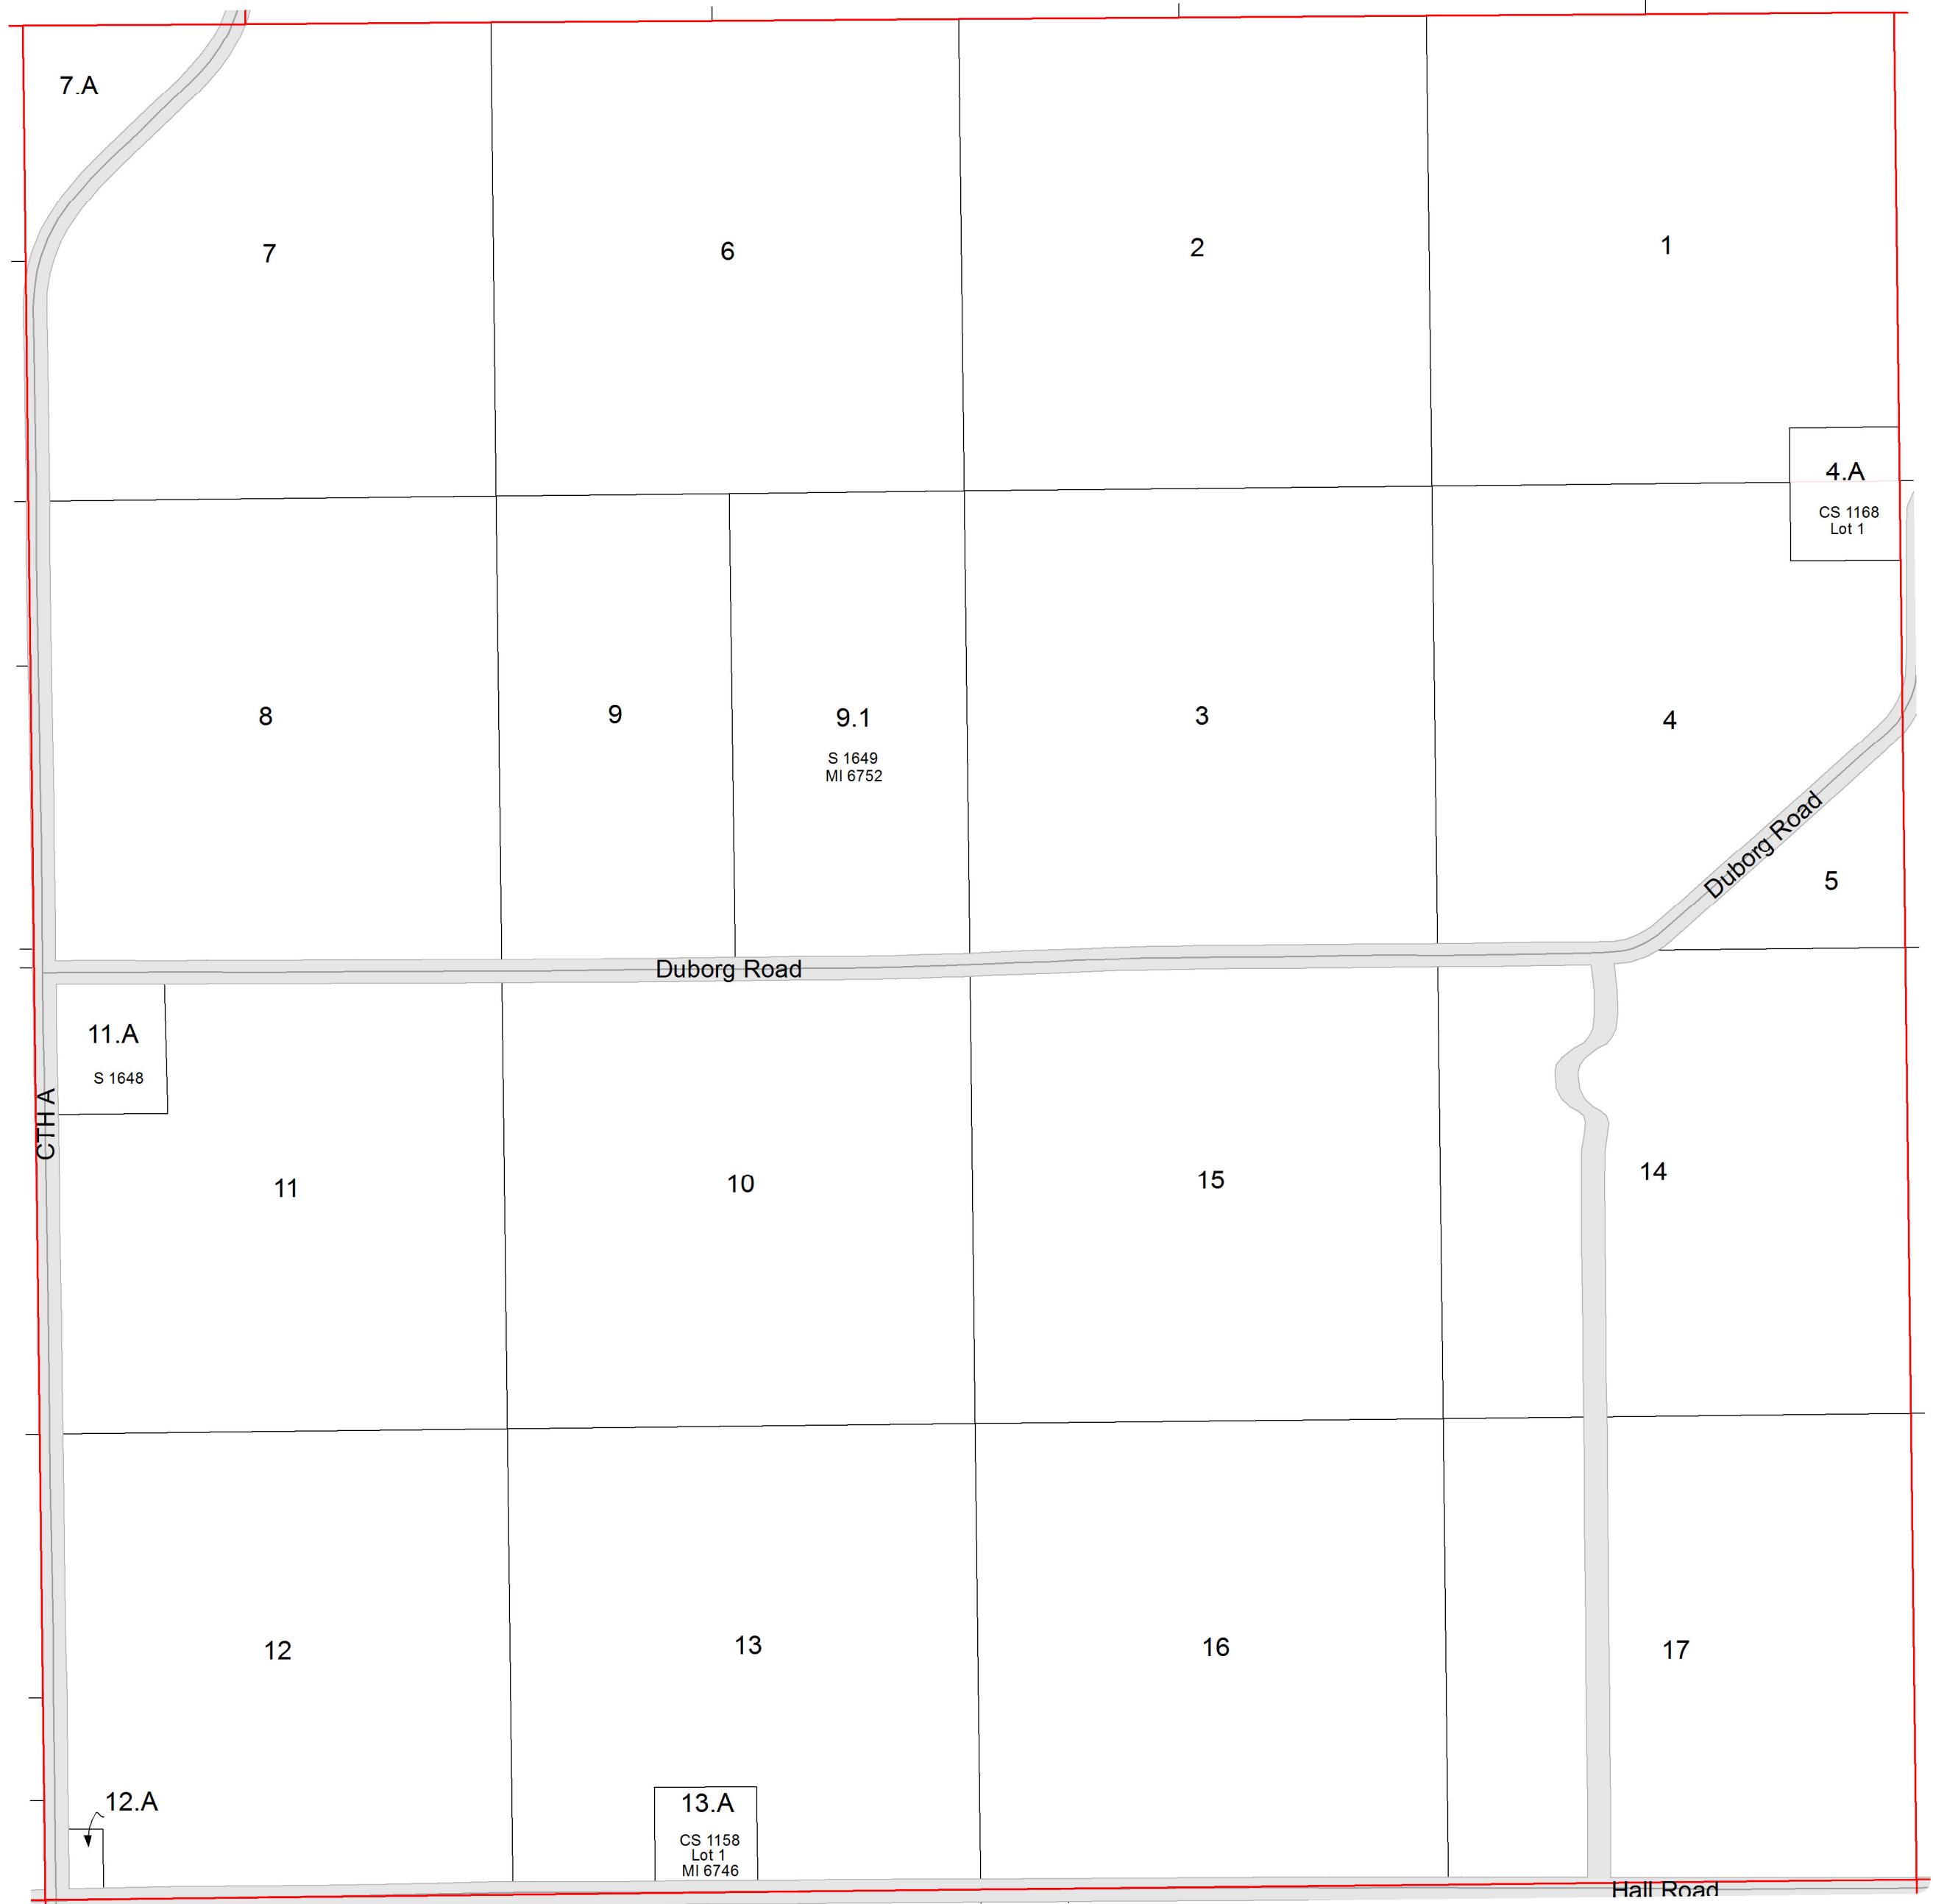 7.A
7
6
2
1
4.A
CS 1168
Lot 1
8
9
9.1
S 1649
MI 6752
3
4
Duborg Road
5
Duborg Road
11.A
S 1648
CTH A
11
10
15
14
12
13
16
17
12.A
13.A
CS 1158
Lot 1
MI 6746
Hall Road